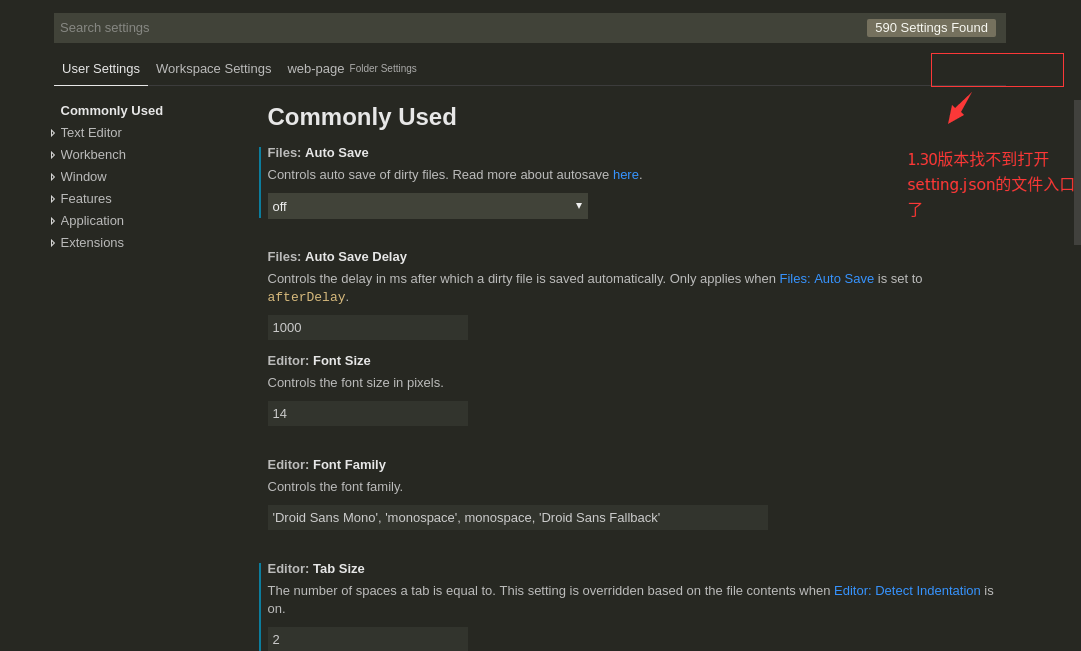 Search settings
590 Settings Found
User Settings
Workspace Settings
web-page Folder Settings
Commonly Used
Text Editor
Workbench
Window
Features
Application
Extensions
Commonly Used
Files: Auto Save
Controls auto save of dirty files. Read more about autosave here.
off
Files: Auto Save Delay
Controls the delay in ms after which a dirty file is saved automatically. Only applies when Files: Auto Save is set to
afterDelay.
1000
Editor: Font Size
Controls the font size in pixels.
14
Editor: Font Family
Controls the font family.
'Droid Sans Mono', 'monospace', monospace, 'Droid Sans Fallback'
Editor: Tab Size
The number of spaces a tab is equal to. This setting is overridden based on the file contents when Editor: Detect Indentation is
on.
2
1.30版本找不到打开
setting.json的文件入口
了